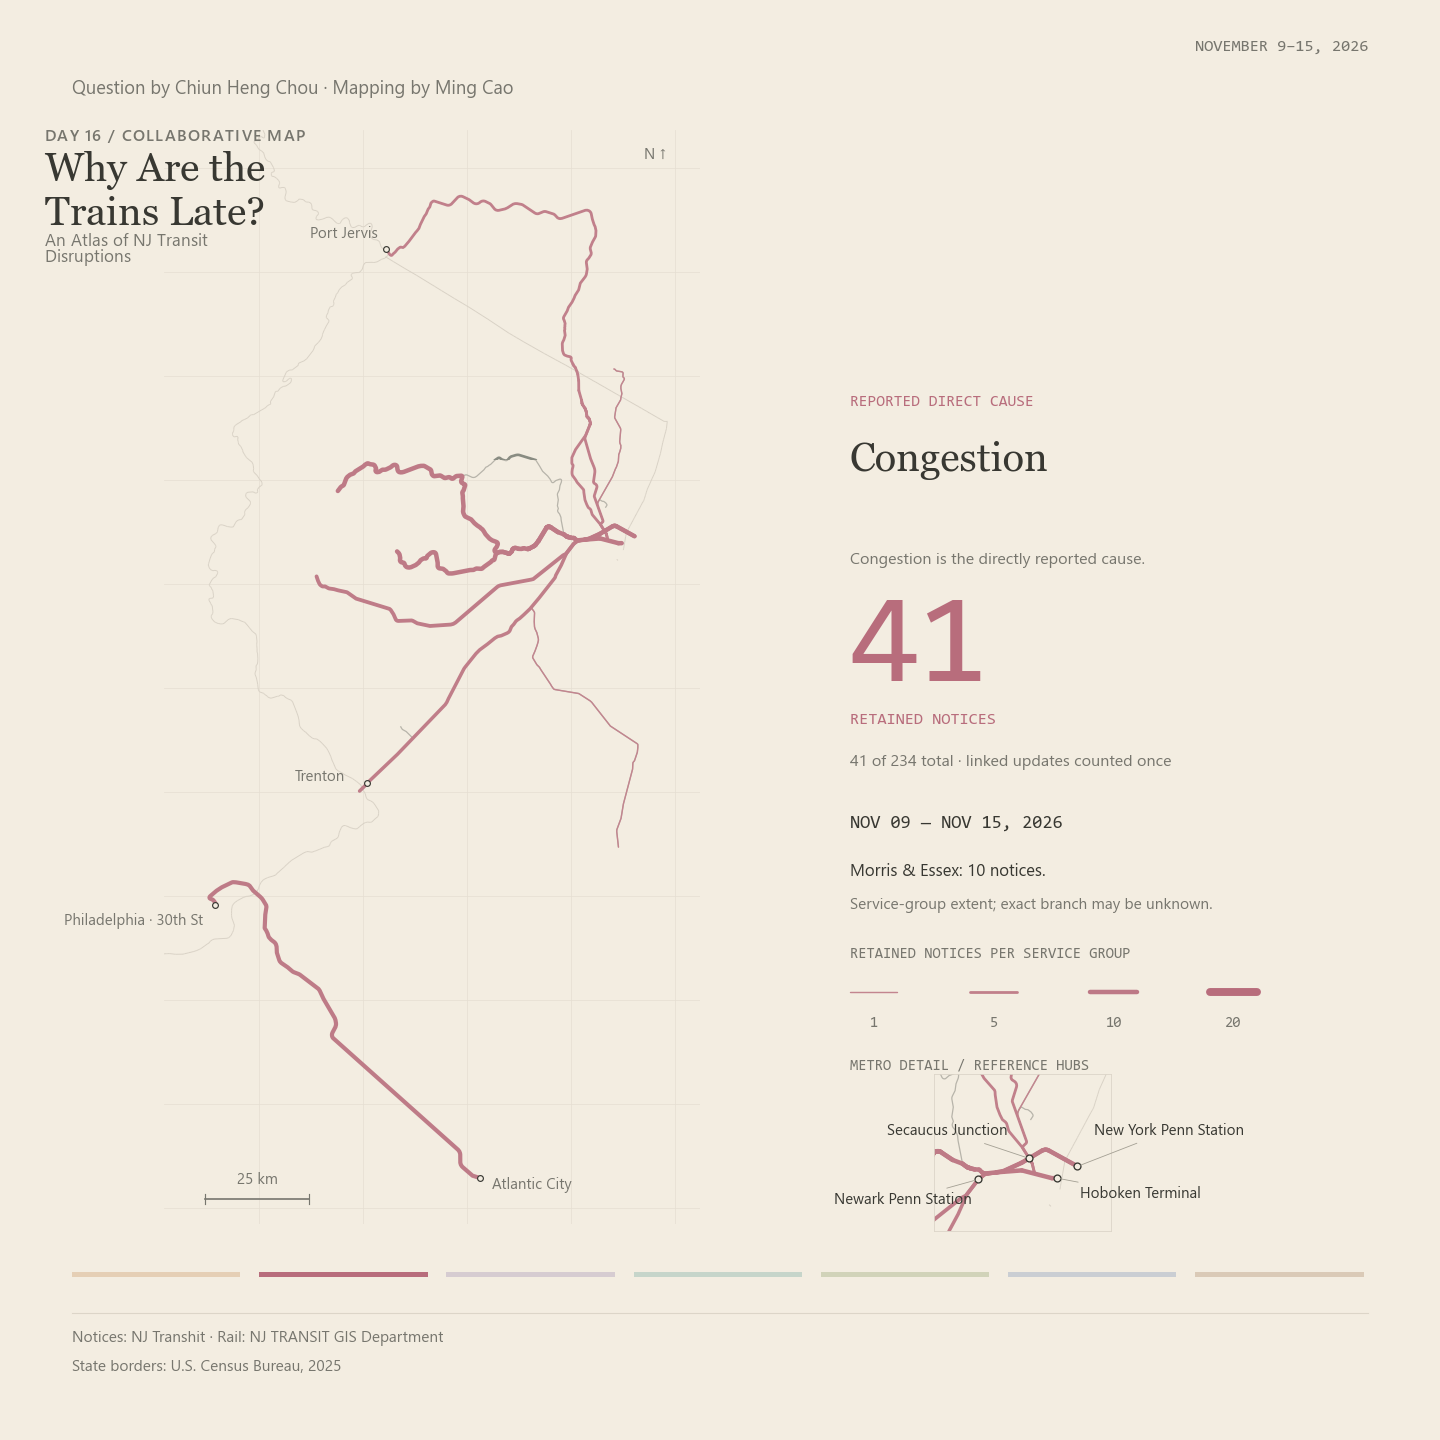 NOVEMBER 9–15, 2026
Question by Chiun Heng Chou · Mapping by Ming Cao
DAY 16 / COLLABORATIVE MAP
Why Are the
Trains Late?
An Atlas of NJ Transit
Disruptions
N ↑
Port Jervis
Trenton
Philadelphia · 30th St
Atlantic City
25 km
REPORTED DIRECT CAUSE
Congestion
Congestion is the directly reported cause.
41
RETAINED NOTICES
41 of 234 total · linked updates counted once
NOV 09 — NOV 15, 2026
Morris & Essex: 10 notices.
Service-group extent; exact branch may be unknown.
RETAINED NOTICES PER SERVICE GROUP
1 5 10 20
METRO DETAIL / REFERENCE HUBS
Secaucus Junction
New York Penn Station
Newark Penn Station
Hoboken Terminal
Notices: NJ Transhit · Rail: NJ TRANSIT GIS Department
State borders: U.S. Census Bureau, 2025